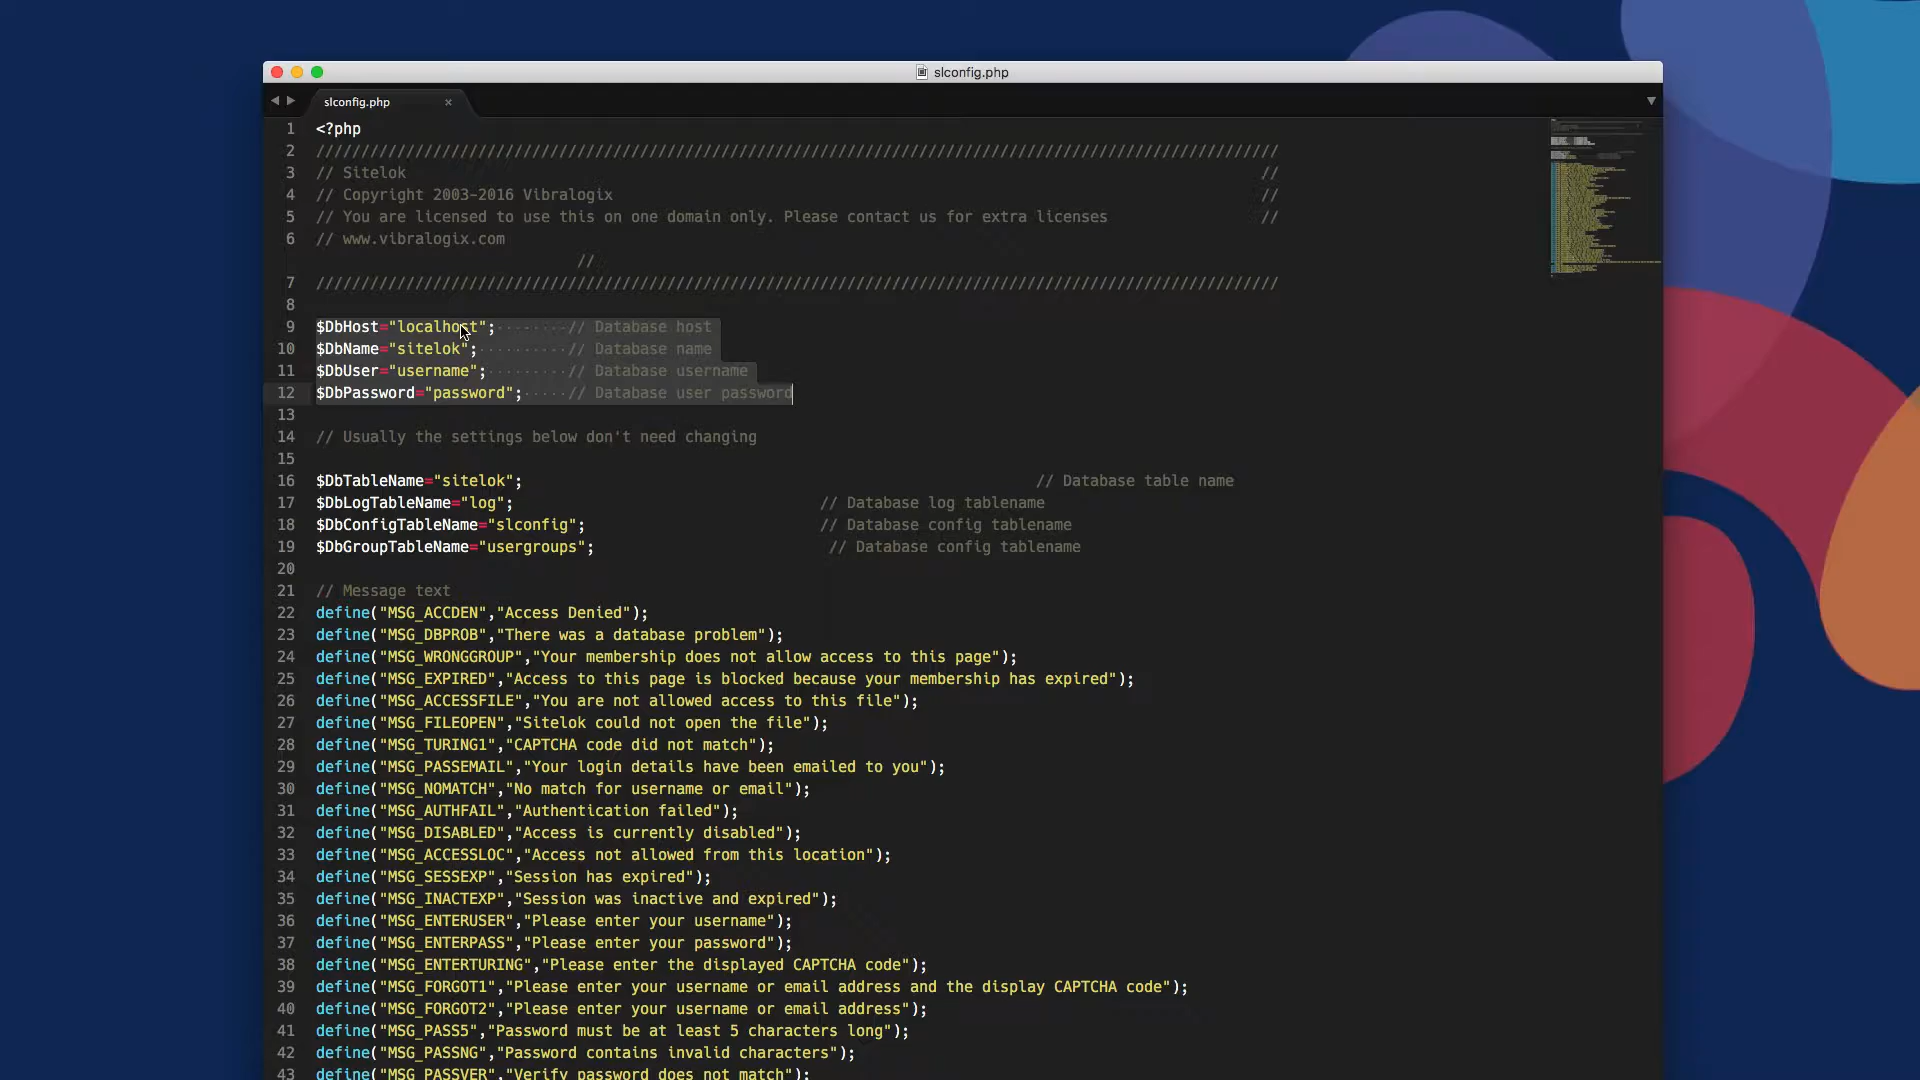 slconfig.php
slconfig.php ×
1 <?php
2 ///////////////////////////////////////////////////////////////////////////////////////////////////////////
3 // Sitelok //
4 // Copyright 2003-2016 Vibralogix //
5 // You are licensed to use this on one domain only. Please contact us for extra licenses //
6 // www.vibralogix.com
//
7 ///////////////////////////////////////////////////////////////////////////////////////////////////////////
8
9 $DbHost="localhost"; // Database host
10 $DbName="sitelok"; // Database name
11 $DbUser="username"; // Database username
12 $DbPassword="password"; // Database user password
13
14 // Usually the settings below don't need changing
15
16 $DbTableName="sitelok"; // Database table name
17 $DbLogTableName="log"; // Database log tablename
18 $DbConfigTableName="slconfig"; // Database config tablename
19 $DbGroupTableName="usergroups"; // Database config tablename
20
21 // Message text
22 define("MSG_ACCDEN","Access Denied");
23 define("MSG_DBPROB","There was a database problem");
24 define("MSG_WRONGGROUP","Your membership does not allow access to this page");
25 define("MSG_EXPIRED","Access to this page is blocked because your membership has expired");
26 define("MSG_ACCESSFILE","You are not allowed access to this file");
27 define("MSG_FILEOPEN","Sitelok could not open the file");
28 define("MSG_TURING1","CAPTCHA code did not match");
29 define("MSG_PASSEMAIL","Your login details have been emailed to you");
30 define("MSG_NOMATCH","No match for username or email");
31 define("MSG_AUTHFAIL","Authentication failed");
32 define("MSG_DISABLED","Access is currently disabled");
33 define("MSG_ACCESSLOC","Access not allowed from this location");
34 define("MSG_SESSEXP","Session has expired");
35 define("MSG_INACTEXP","Session was inactive and expired");
36 define("MSG_ENTERUSER","Please enter your username");
37 define("MSG_ENTERPASS","Please enter your password");
38 define("MSG_ENTERTURING","Please enter the displayed CAPTCHA code");
39 define("MSG_FORGOT1","Please enter your username or email address and the display CAPTCHA code");
40 define("MSG_FORGOT2","Please enter your username or email address");
41 define("MSG_PASS5","Password must be at least 5 characters long");
42 define("MSG_PASSNG","Password contains invalid characters");
43 define("MSG_PASSVER","Verify password does not match");